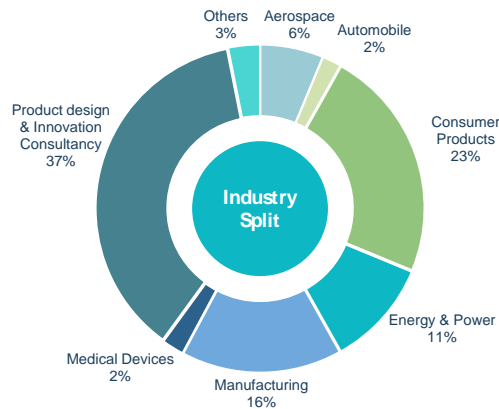 Others
3%
Aerospace
6%
Automobile
2%
Consumer
Products
23%
Energy & Power
11%
Manufacturing
16%
Medical Devices
2%
Product design
& Innovation
Consultancy
37%
Industry
Split